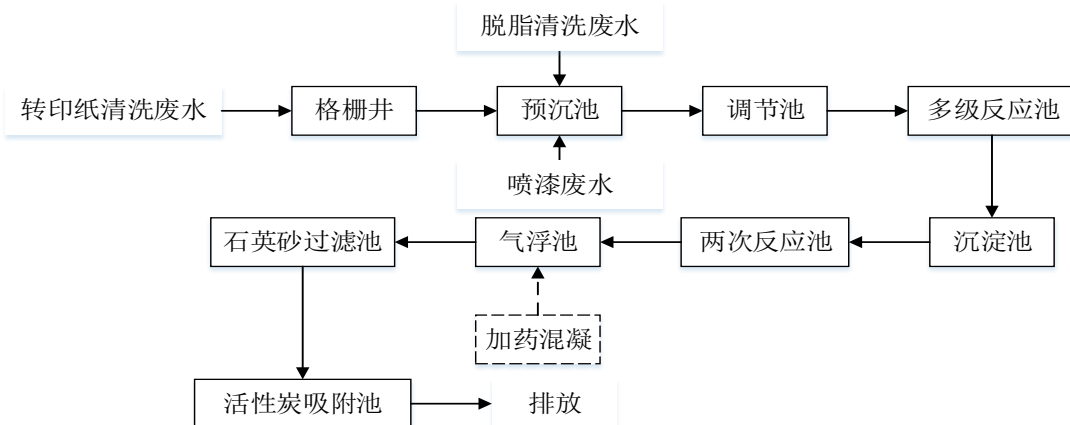 脱脂清洗废水
转印纸清洗废水
格栅井
预沉池
调节池
多级反应池
喷漆废水
石英砂过滤池
气浮池
两次反应池
沉淀池
加药混凝
活性炭吸附池
排放